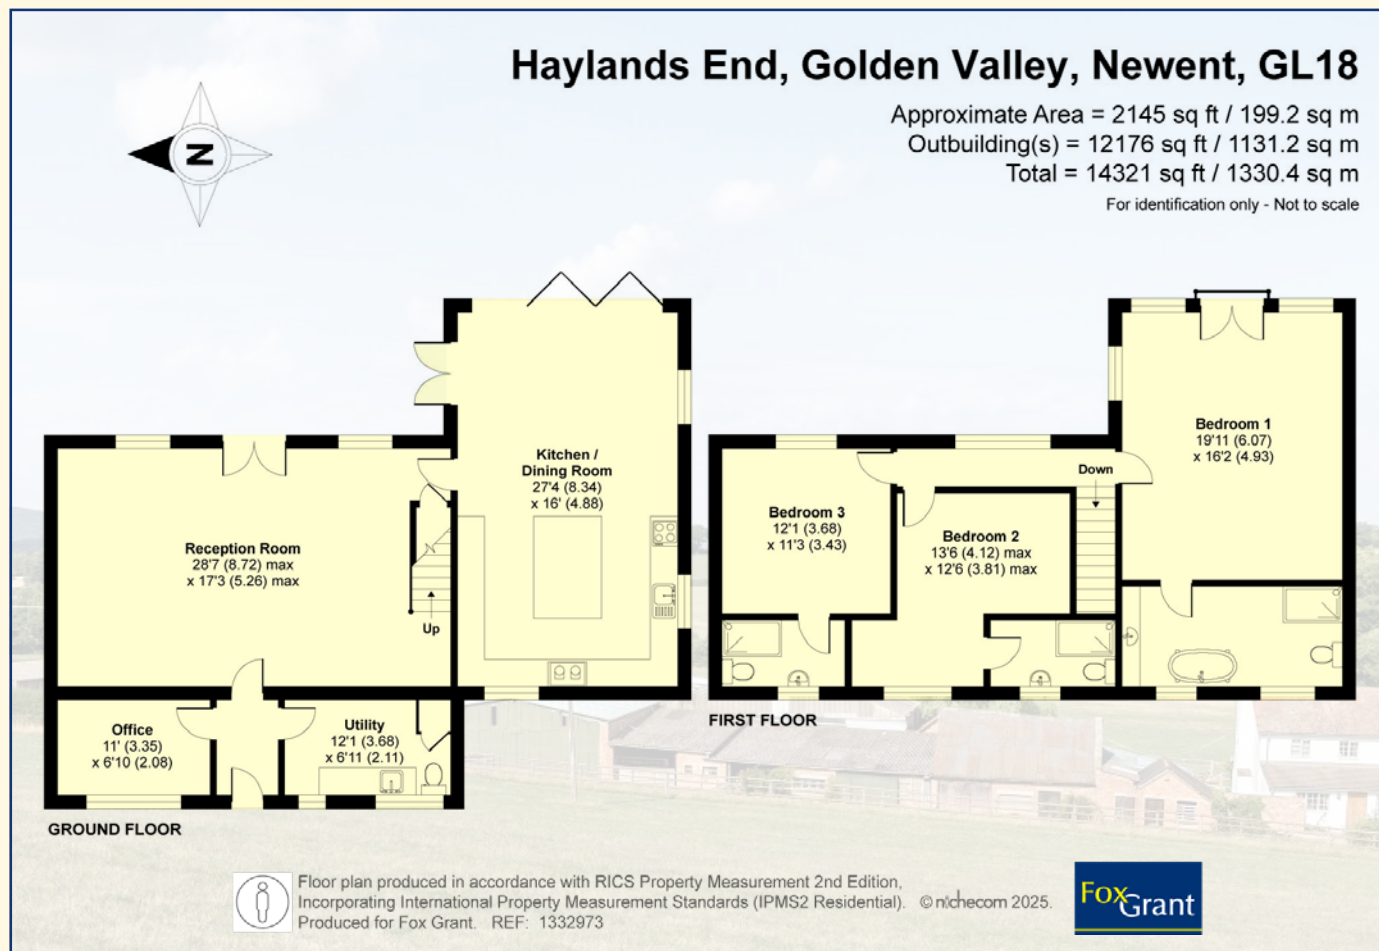 Haylands End, Golden Valley, Newent, GL18
Approximate Area = 2145 sq ft / 199.2 sq m
Outbuilding(s) = 12176 sq ft / 1131.2 sq m
Total = 14321 sq ft / 1330.4 sq m
For identification only - Not to scale
N
Kitchen /
Dining Room
27'4 (8.34)
x 16' (4.88)
Reception Room
28'7 (8.72) max
x 17'3 (5.26) max
Up
Office
11' (3.35)
x 6'10 (2.08)
Utility
12'1 (3.68)
x 6'11 (2.11)
GROUND FLOOR
Bedroom 1
19'11 (6.07)
x 16'2 (4.93)
Down
Bedroom 3
12'1 (3.68)
x 11'3 (3.43)
Bedroom 2
13'6 (4.12) max
x 12'6 (3.81) max
FIRST FLOOR
Floor plan produced in accordance with RICS Property Measurement 2nd Edition,
Incorporating International Property Measurement Standards (IPMS2 Residential). © nichecom 2025.
Produced for Fox Grant. REF: 1332973
Fox Grant